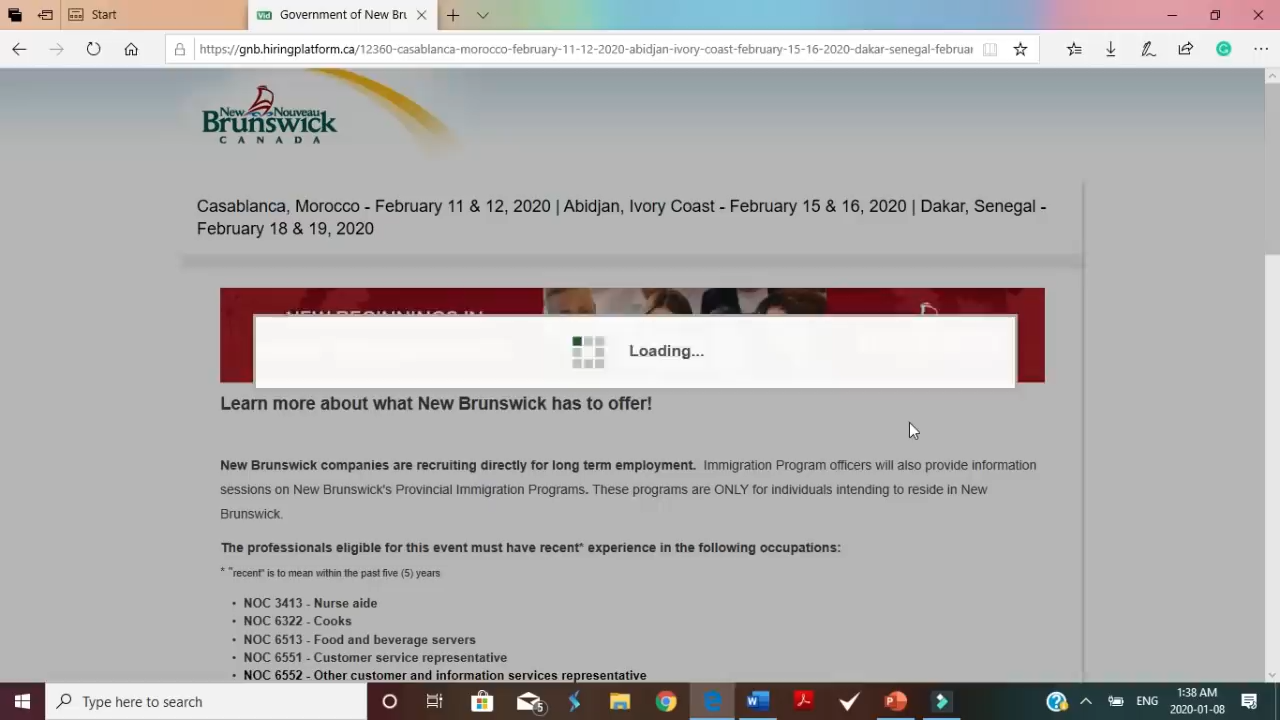 Start
Government of New Bru
https://gnb.hiringplatform.ca/12360-casablanca-morocco-february-11-12-2020-abidjan-ivory-coast-february-15-16-2020-dakar-senegal-februar
New Nouveau
Brunswick
CANADA
Casablanca, Morocco - February 11 & 12, 2020 | Abidjan, Ivory Coast - February 15 & 16, 2020 | Dakar, Senegal -
February 18 & 19, 2020
NEW BEGINNINGS IN
Loading...
Learn more about what New Brunswick has to offer!
New Brunswick companies are recruiting directly for long term employment. Immigration Program officers will also provide information
sessions on New Brunswick's Provincial Immigration Programs. These programs are ONLY for individuals intending to reside in New
Brunswick.
The professionals eligible for this event must have recent* experience in the following occupations:
* "recent" is to mean within the past five (5) years
• NOC 3413 - Nurse aide
• NOC 6322 - Cooks
• NOC 6513 - Food and beverage servers
• NOC 6551 - Customer service representative
• NOC 6552 - Other customer and information services representative
Type here to search
5
ENG
1:38 AM
2020-01-08